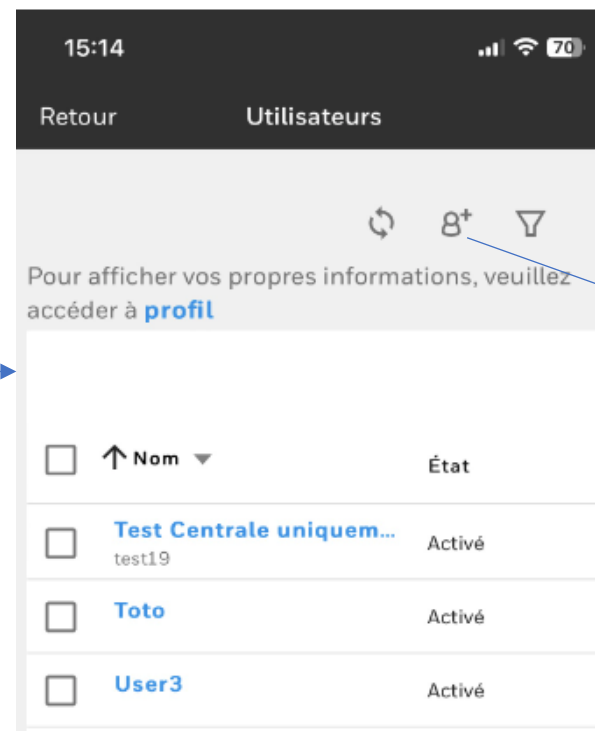 15:14
70
Retour
Utilisateurs
Pour afficher vos propres informations, veuillez
accéder à profil
Nom
État
Test Centrale uniquem...
Activé
test19
Toto
Activé
User3
Activé